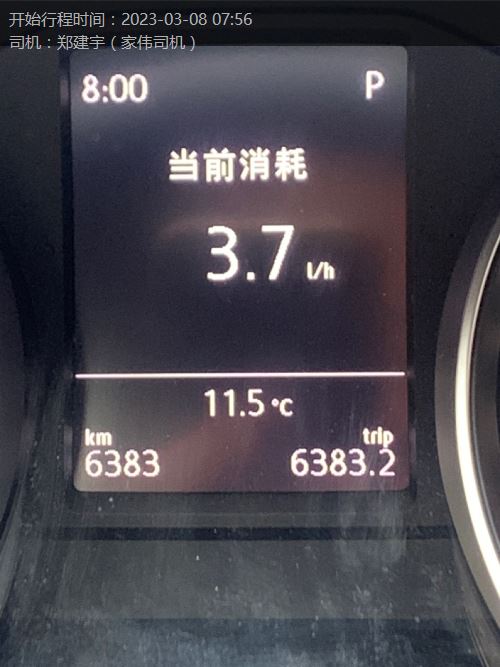 开始行程时间：2023-03-08 07:56
司机：郑建宇（家伟司机）
8:00 P
当前消耗
3.7 l/h
11.5 °C
km trip
6383 6383.2